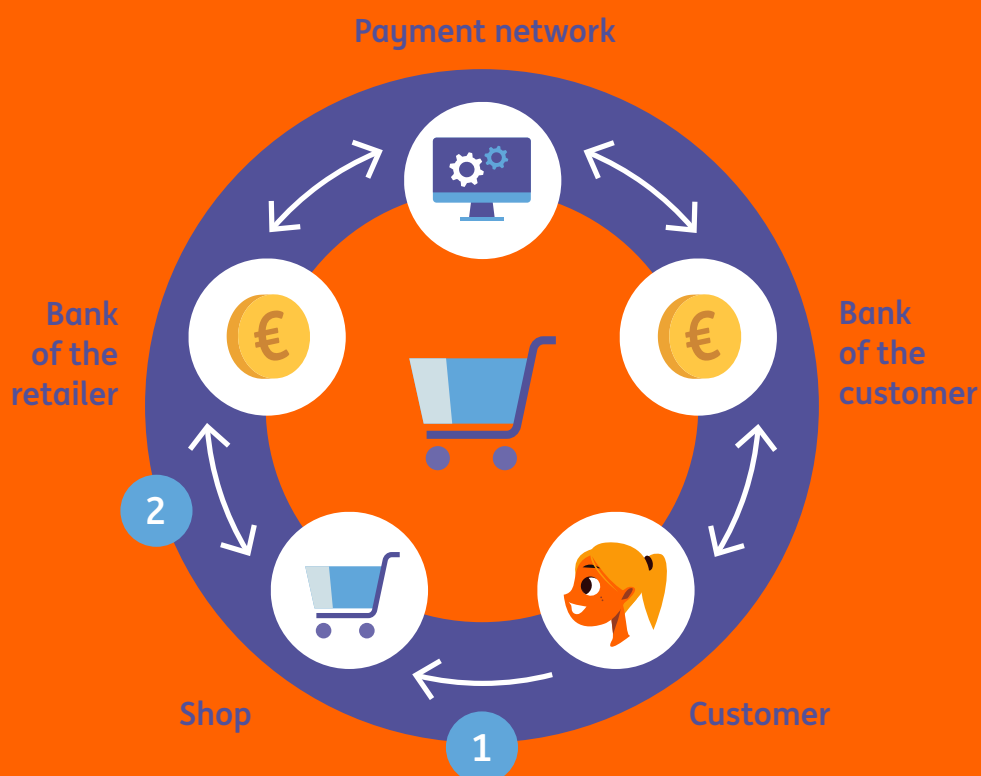 Payment network
Bank
of the
retailer
Bank
of the
customer
€
€
2
Shop
Customer
1